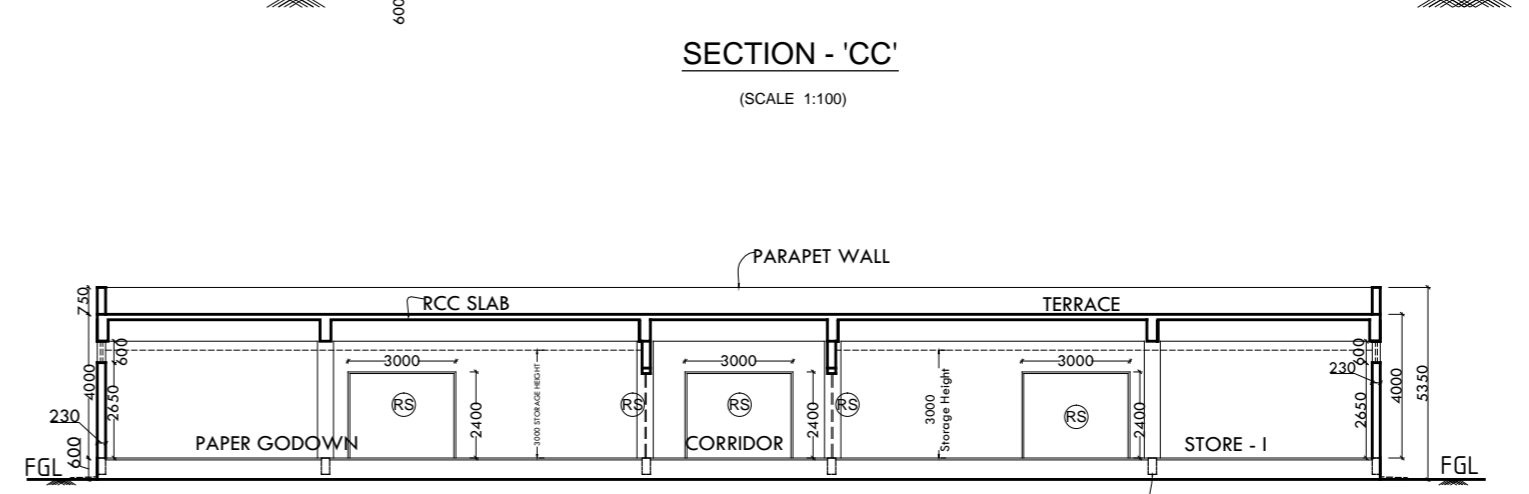 600
SECTION - 'CC'
(SCALE 1:100)
PARAPET WALL
750
RCC SLAB
TERRACE
600
3000
3000
3000
600
4000
2650
230
RS
2400
3000 STORAGE HEIGHT
RS
RS
2400
RS
3000
Storage Height
RS
2400
230
2650
4000
5350
230
PAPER GODOWN
CORRIDOR
STORE - I
600
FGL
FGL